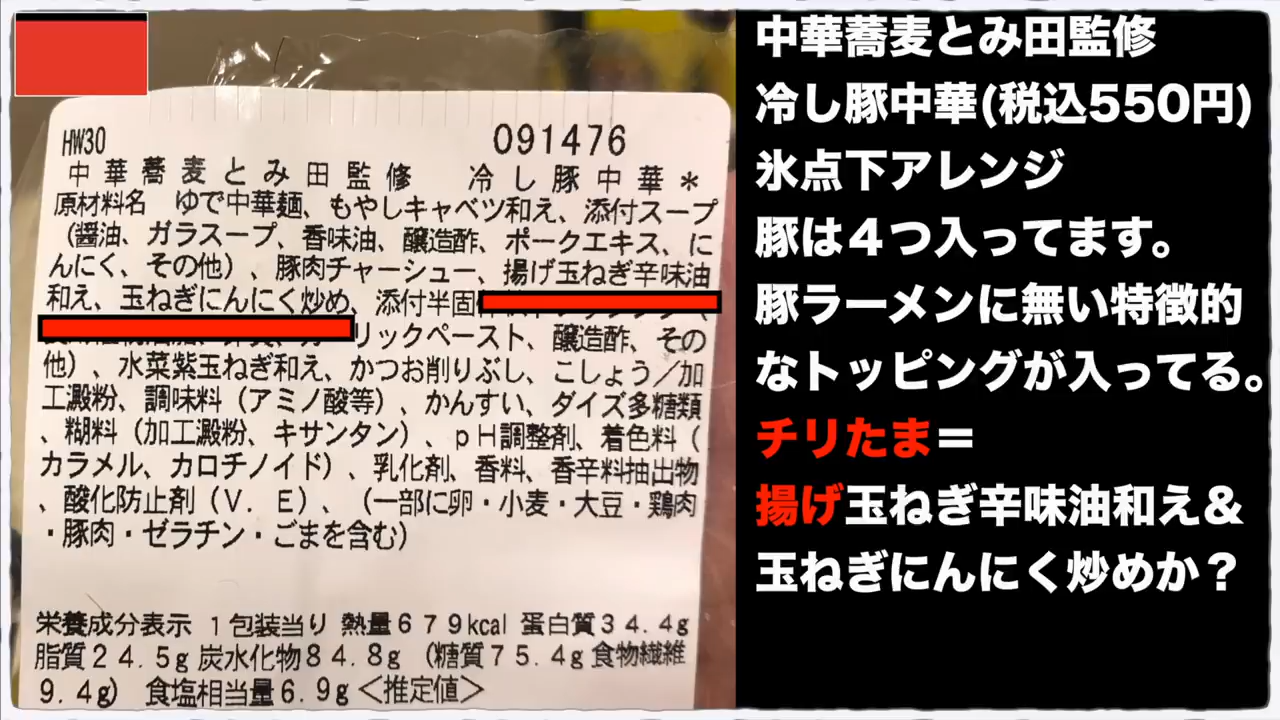 HW30 091476
中華蕎麦とみ田監修 冷し豚中華*
原材料名 ゆで中華麺、もやしキャベツ和え、添付スープ
(醤油、ガラスープ、香味油、醸造酢、ポークエキス、に
んにく、その他)、豚肉チャーシュー、揚げ玉ねぎ辛味油
和え、玉ねぎにんにく炒め、添付半固
リックペースト、醸造酢、その
他)、水菜紫玉ねぎ和え、かつお削りぶし、こしょう/加
工澱粉、調味料(アミノ酸等)、かんすい、ダイズ多糖類
、糊料(加工澱粉、キサンタン)、pH調整剤、着色料(
カラメル、カロチノイド)、乳化剤、香料、香辛料抽出物
、酸化防止剤(V.E)、(一部に卵・小麦・大豆・鶏肉
・豚肉・ゼラチン・ごまを含む)
栄養成分表示 1包装当り 熱量679kcal 蛋白質34.4g
脂質24.5g 炭水化物84.8g (糖質75.4g 食物繊維
9.4g) 食塩相当量6.9g <推定値>
中華蕎麦とみ田監修
冷し豚中華(税込550円)
氷点下アレンジ
豚は4つ入ってます。
豚ラーメンに無い特徴的
なトッピングが入ってる。
チリたま=
揚げ玉ねぎ辛味油和え&
玉ねぎにんにく炒めか?